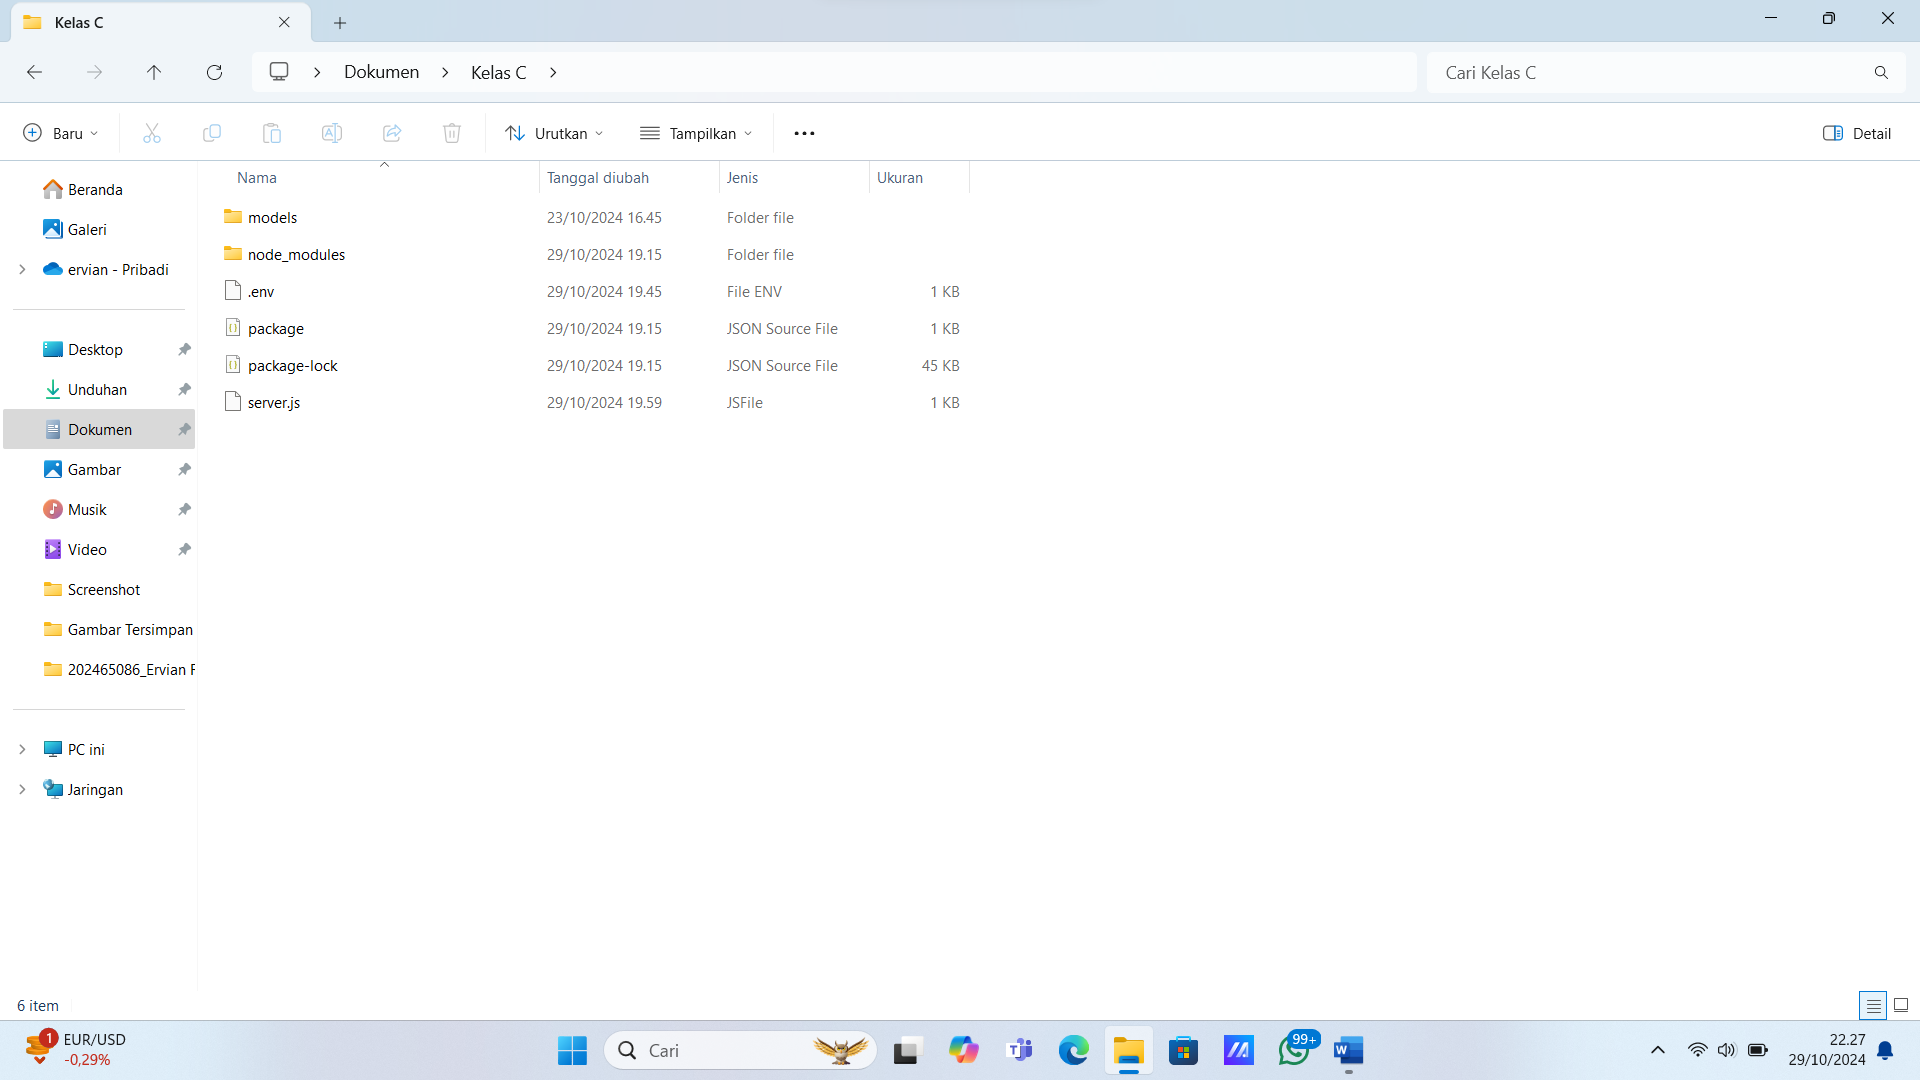 Kelas C
Dokumen Kelas C
Cari Kelas C
Baru
Urutkan
Tampilkan
Detail
Nama Tanggal diubah Jenis Ukuran
models 23/10/2024 16.45 Folder file
node_modules 29/10/2024 19.15 Folder file
.env 29/10/2024 19.45 File ENV 1 KB
package 29/10/2024 19.15 JSON Source File 1 KB
package-lock 29/10/2024 19.15 JSON Source File 45 KB
server.js 29/10/2024 19.59 JSFile 1 KB
Beranda
Galeri
ervian - Pribadi
Desktop
Unduhan
Dokumen
Gambar
Musik
Video
Screenshot
Gambar Tersimpan
202465086_Ervian
PC ini
Jaringan
6 item
1
EUR/USD
-0,29%
Cari
99+
22.27
29/10/2024